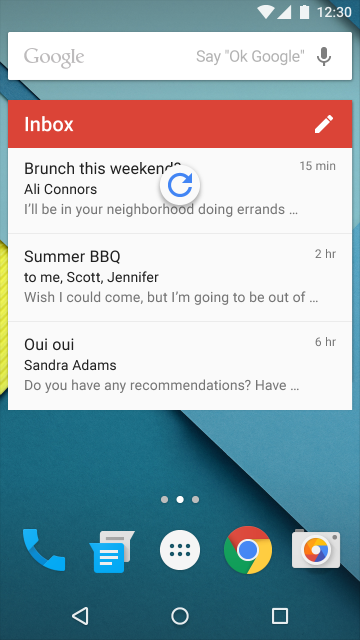 12:30
Google
Say "Ok Google"
Inbox
Brunch this weekend?
15 min
Ali Connors
I'll be in your neighborhood doing errands ...
Summer BBQ
2 hr
to me, Scott, Jennifer
Wish I could come, but I'm going to be out of ...
Oui oui
6 hr
Sandra Adams
Do you have any recommendations? Have ...